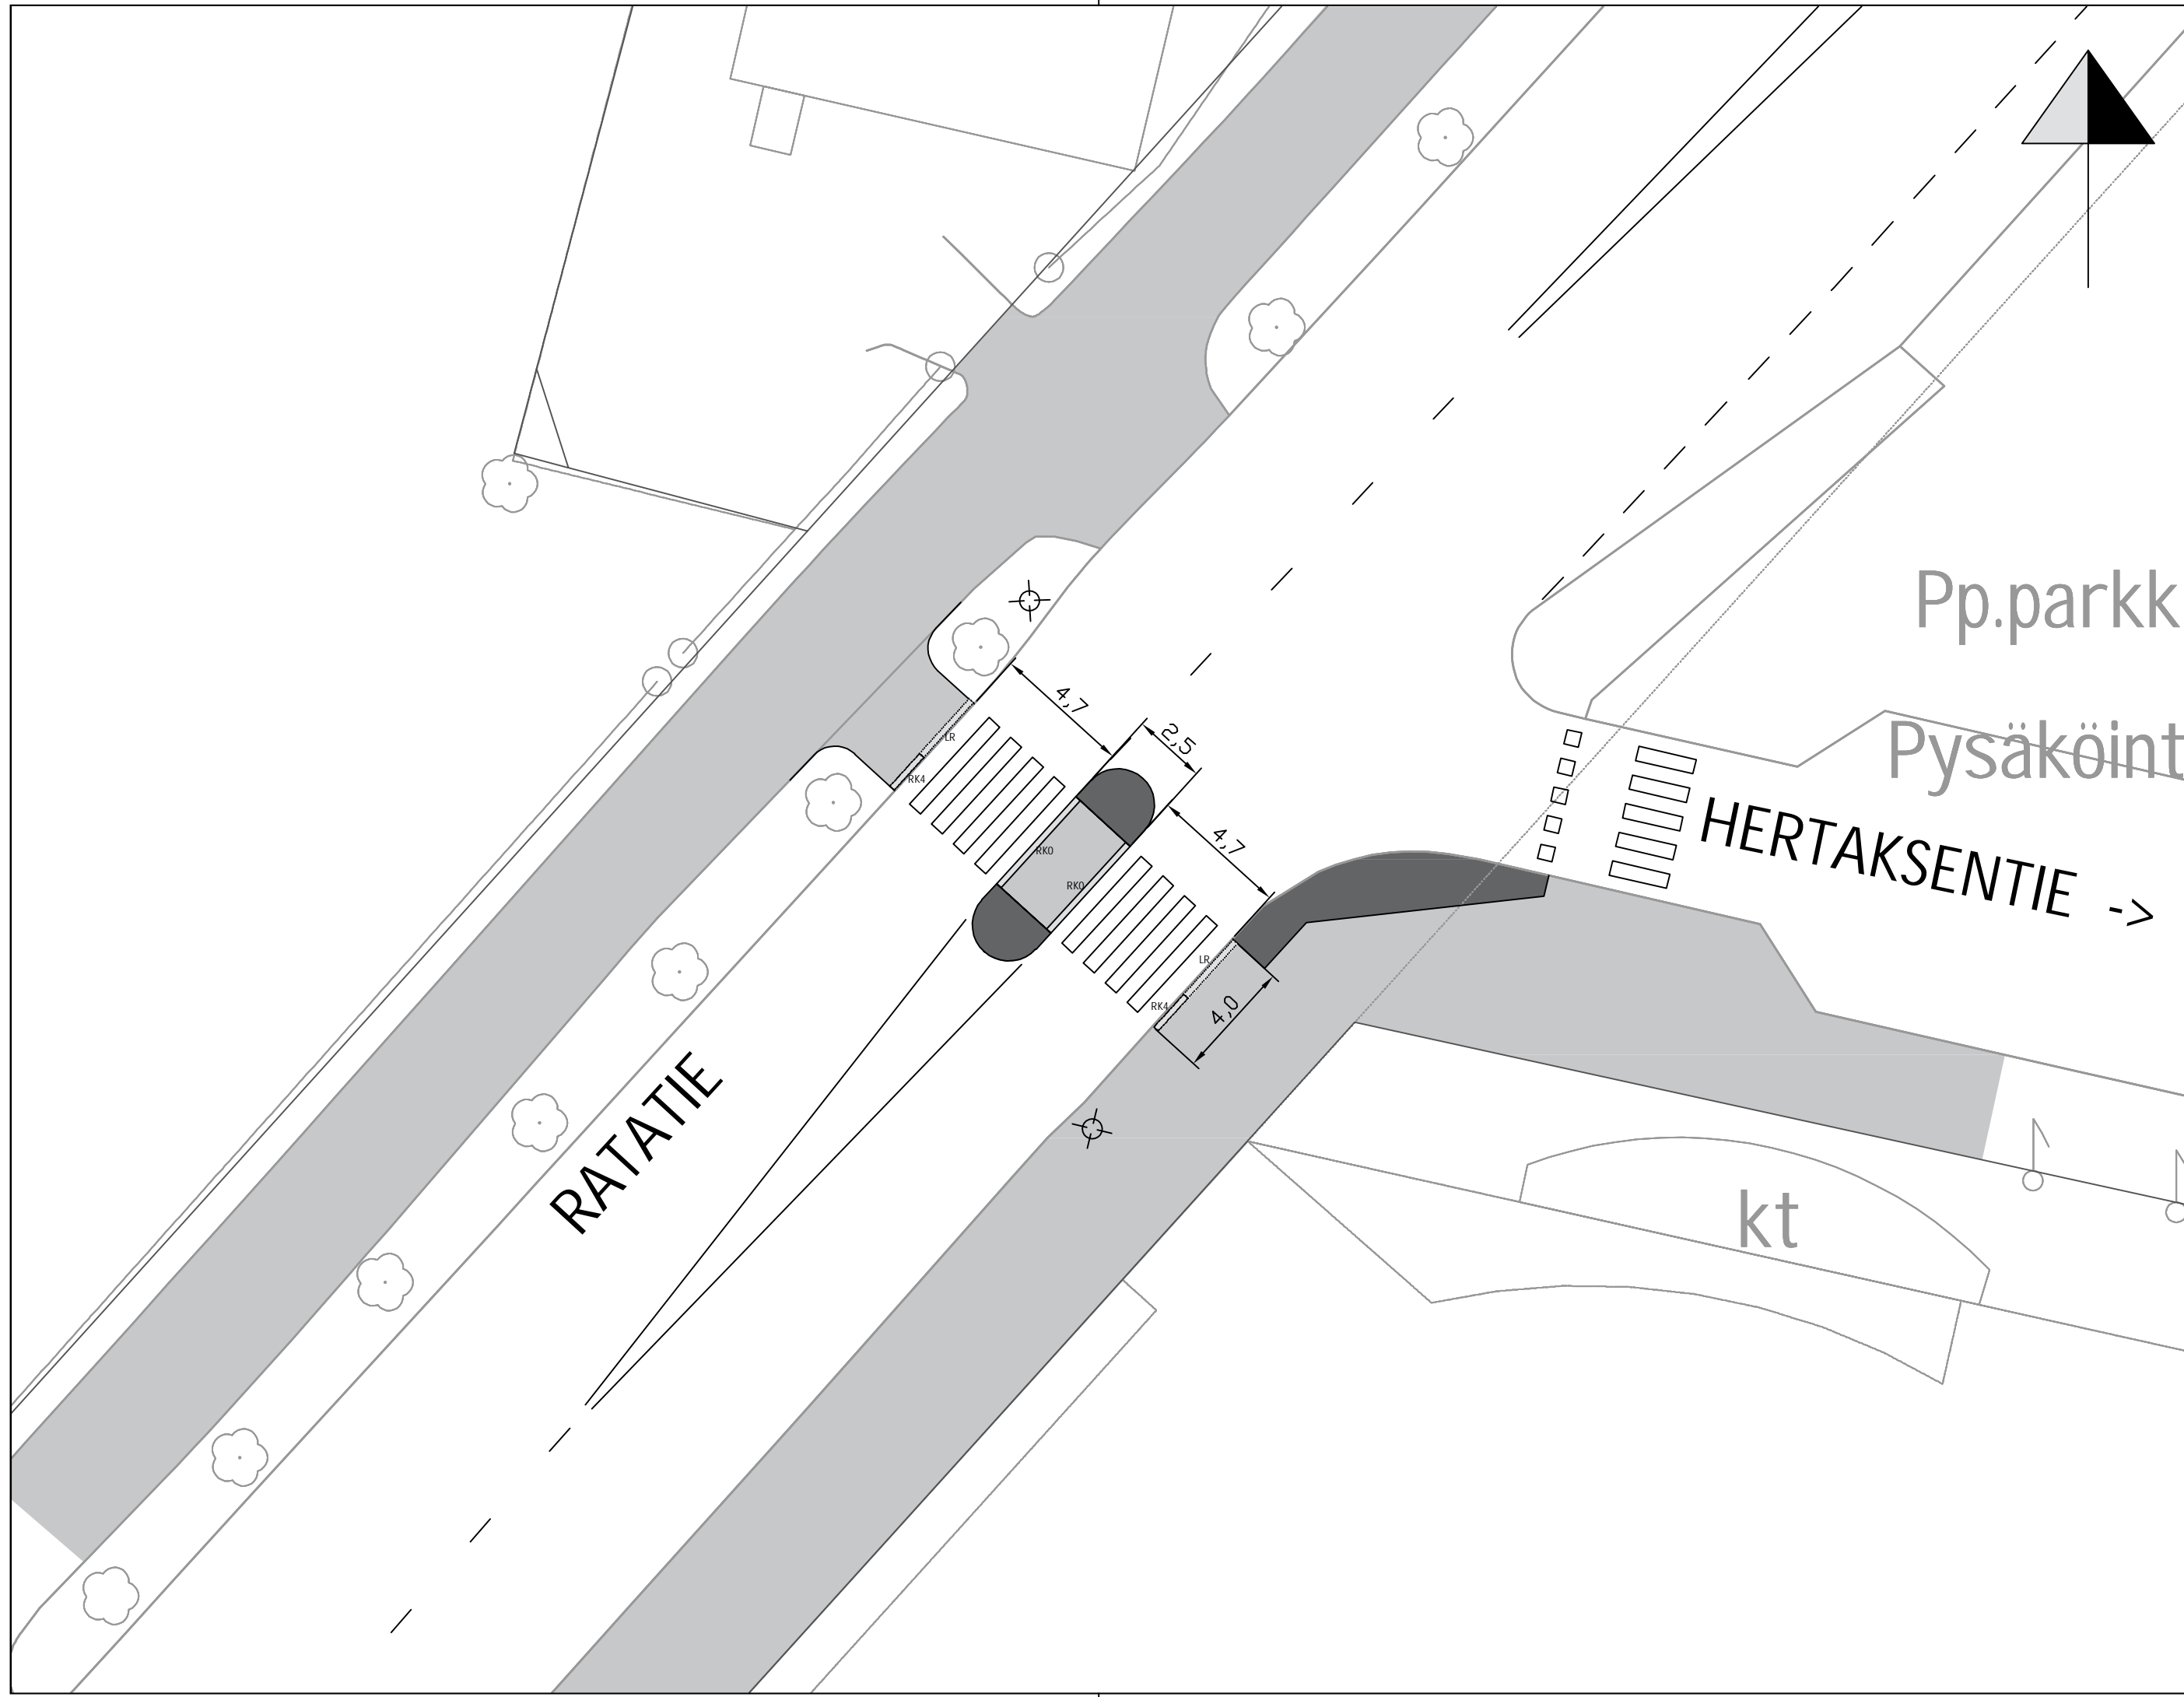 Pp.parkk
4,7
2,5
LR
Pysäköint
RK4
HERTAKSENTIE ->
4,7
RK0
RK0
LR
RK4
4,0
RATATIE
kt